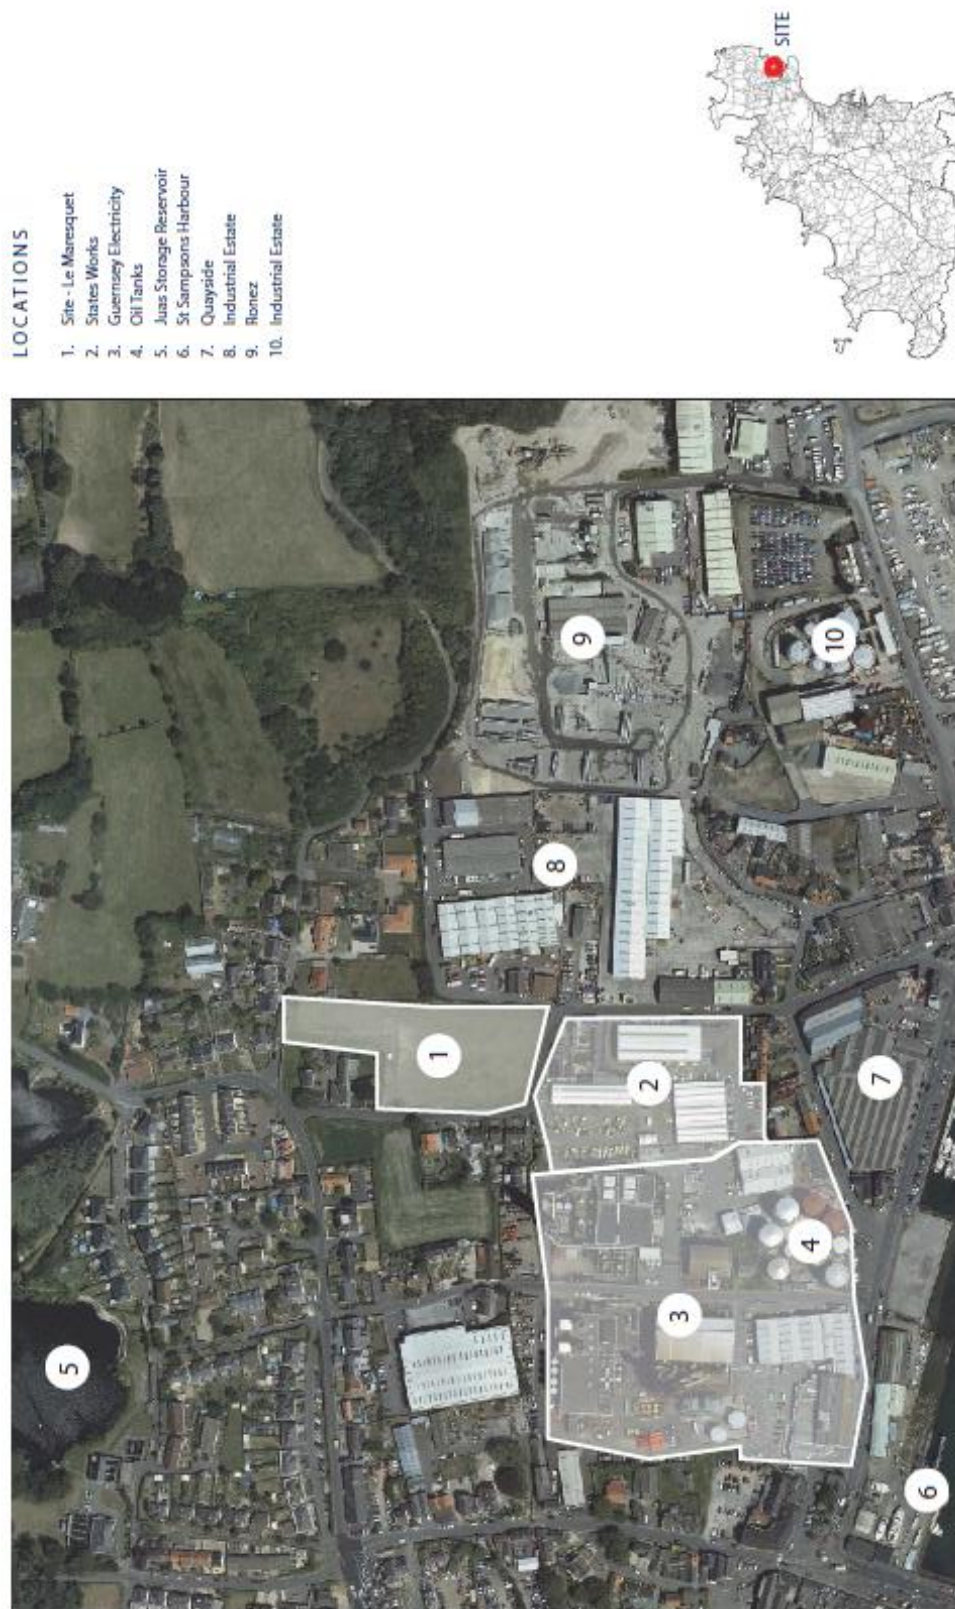 LOCATIONS
1. Site - Le Maresquet
2. States Works
3. Guernsey Electricity
4. Oil Tanks
5. Juas Storage Reservoir
6. St Sampsons Harbour
7. Quayside
8. Industrial Estate
9. Ronez
10. Industrial Estate
SITE
5
1
9
8
2
10
3
4
7
6